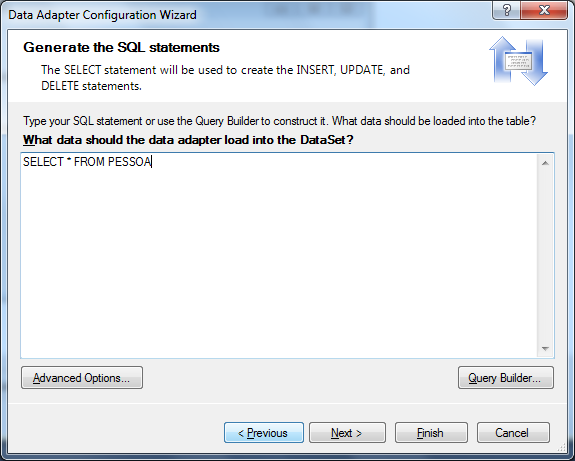 Data Adapter Configuration Wizard
Generate the SQL statements
The SELECT statement will be used to create the INSERT, UPDATE, and
DELETE statements.
Type your SQL statement or use the Query Builder to construct it. What data should be loaded into the table?
What data should the data adapter load into the DataSet?
SELECT * FROM PESSOA
Advanced Options... Query Builder...
< Previous Next > Finish Cancel